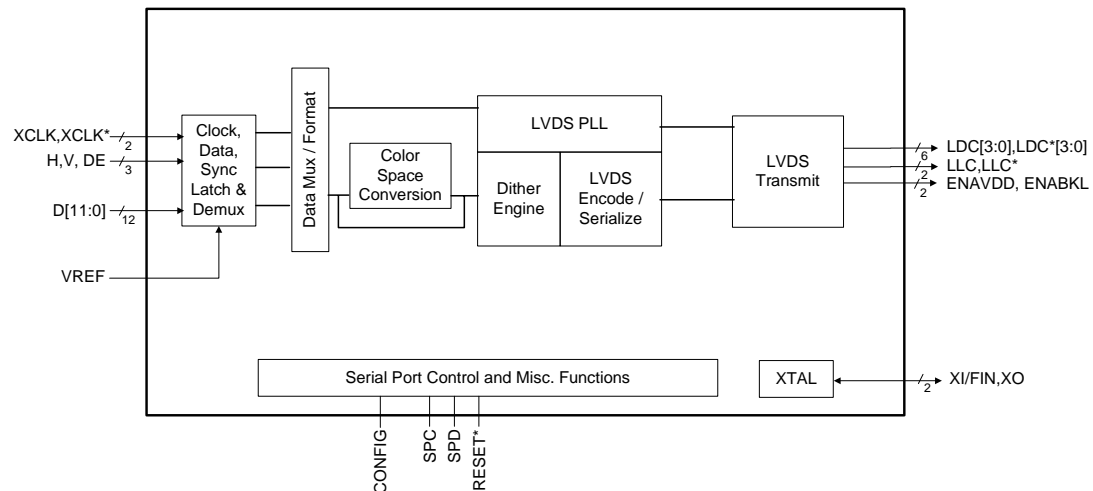 XCLK,XCLK*
2
H,V, DE
3
D[11:0]
12
VREF
Clock,
Data,
Sync
Latch &
Demux
Data Mux / Format
Color
Space
Conversion
LVDS PLL
Dither
Engine
LVDS
Encode /
Serialize
LVDS
Transmit
6
LDC[3:0],LDC*[3:0]
2
LLC,LLC*
2
ENAVDD, ENABKL
Serial Port Control and Misc. Functions
XTAL
2
XI/FIN,XO
CONFIG
SPC
SPD
RESET*